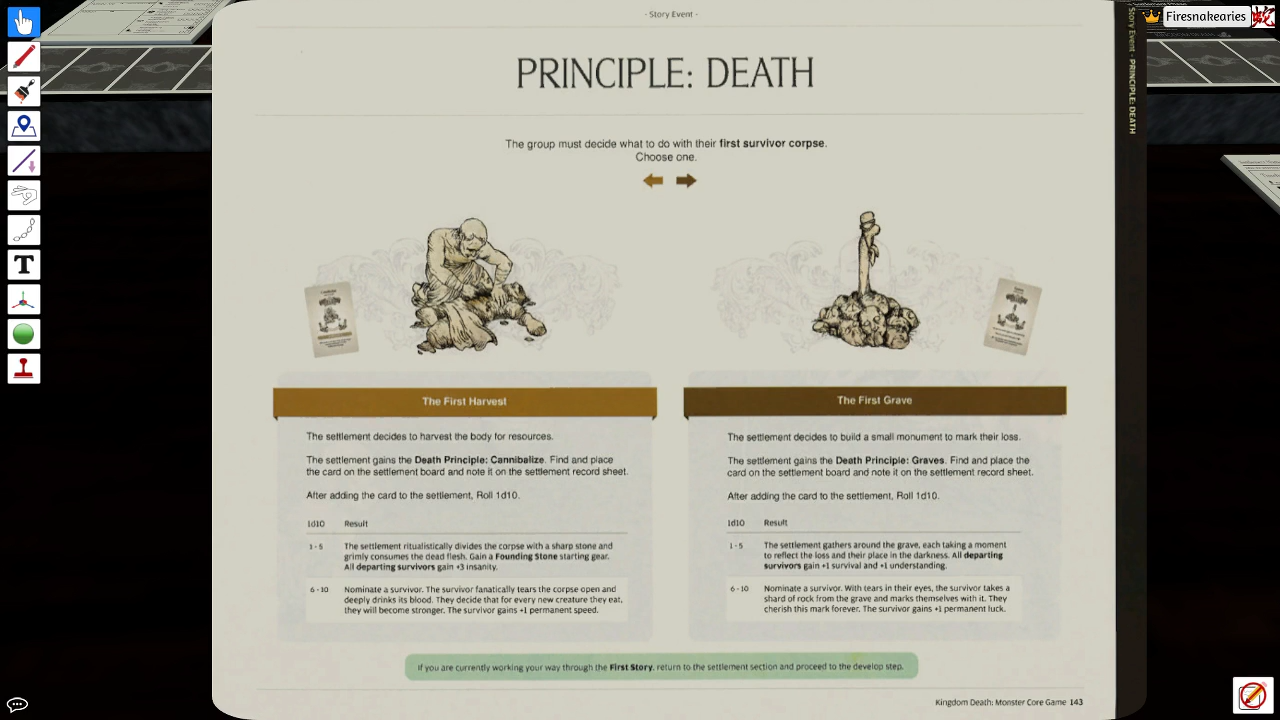 - Story Event -
Firesnakearies
Story Event - PRINCIPLE: DEATH
PRINCIPLE: DEATH
The group must decide what to do with their first survivor corpse.
Choose one.
The First Harvest
The settlement decides to harvest the body for resources.
The settlement gains the Death Principle: Cannibalize. Find and place
the card on the settlement board and note it on the settlement record sheet.
After adding the card to the settlement, Roll 1d10.
1d10 Result
1 - 5 The settlement ritualistically divides the corpse with a sharp stone and
grimly consumes the dead flesh. Gain a Founding Stone starting gear.
All departing survivors gain +3 insanity.
6 - 10 Nominate a survivor. The survivor fanatically tears the corpse open and
deeply drinks its blood. They decide that for every new creature they eat,
they will become stronger. The survivor gains +1 permanent speed.
The First Grave
The settlement decides to build a small monument to mark their loss.
The settlement gains the Death Principle: Graves. Find and place the
card on the settlement board and note it on the settlement record sheet.
After adding the card to the settlement, Roll 1d10.
1d10 Result
1 - 5 The settlement gathers around the grave, each taking a moment
to reflect the loss and their place in the darkness. All departing
survivors gain +1 survival and +1 understanding.
6 - 10 Nominate a survivor. With tears in their eyes, the survivor takes a
shard of rock from the grave and marks themselves with it. They
cherish this mark forever. The survivor gains +1 permanent luck.
If you are currently working your way through the First Story, return to the settlement section and proceed to the develop step.
Kingdom Death: Monster Core Game 143
T